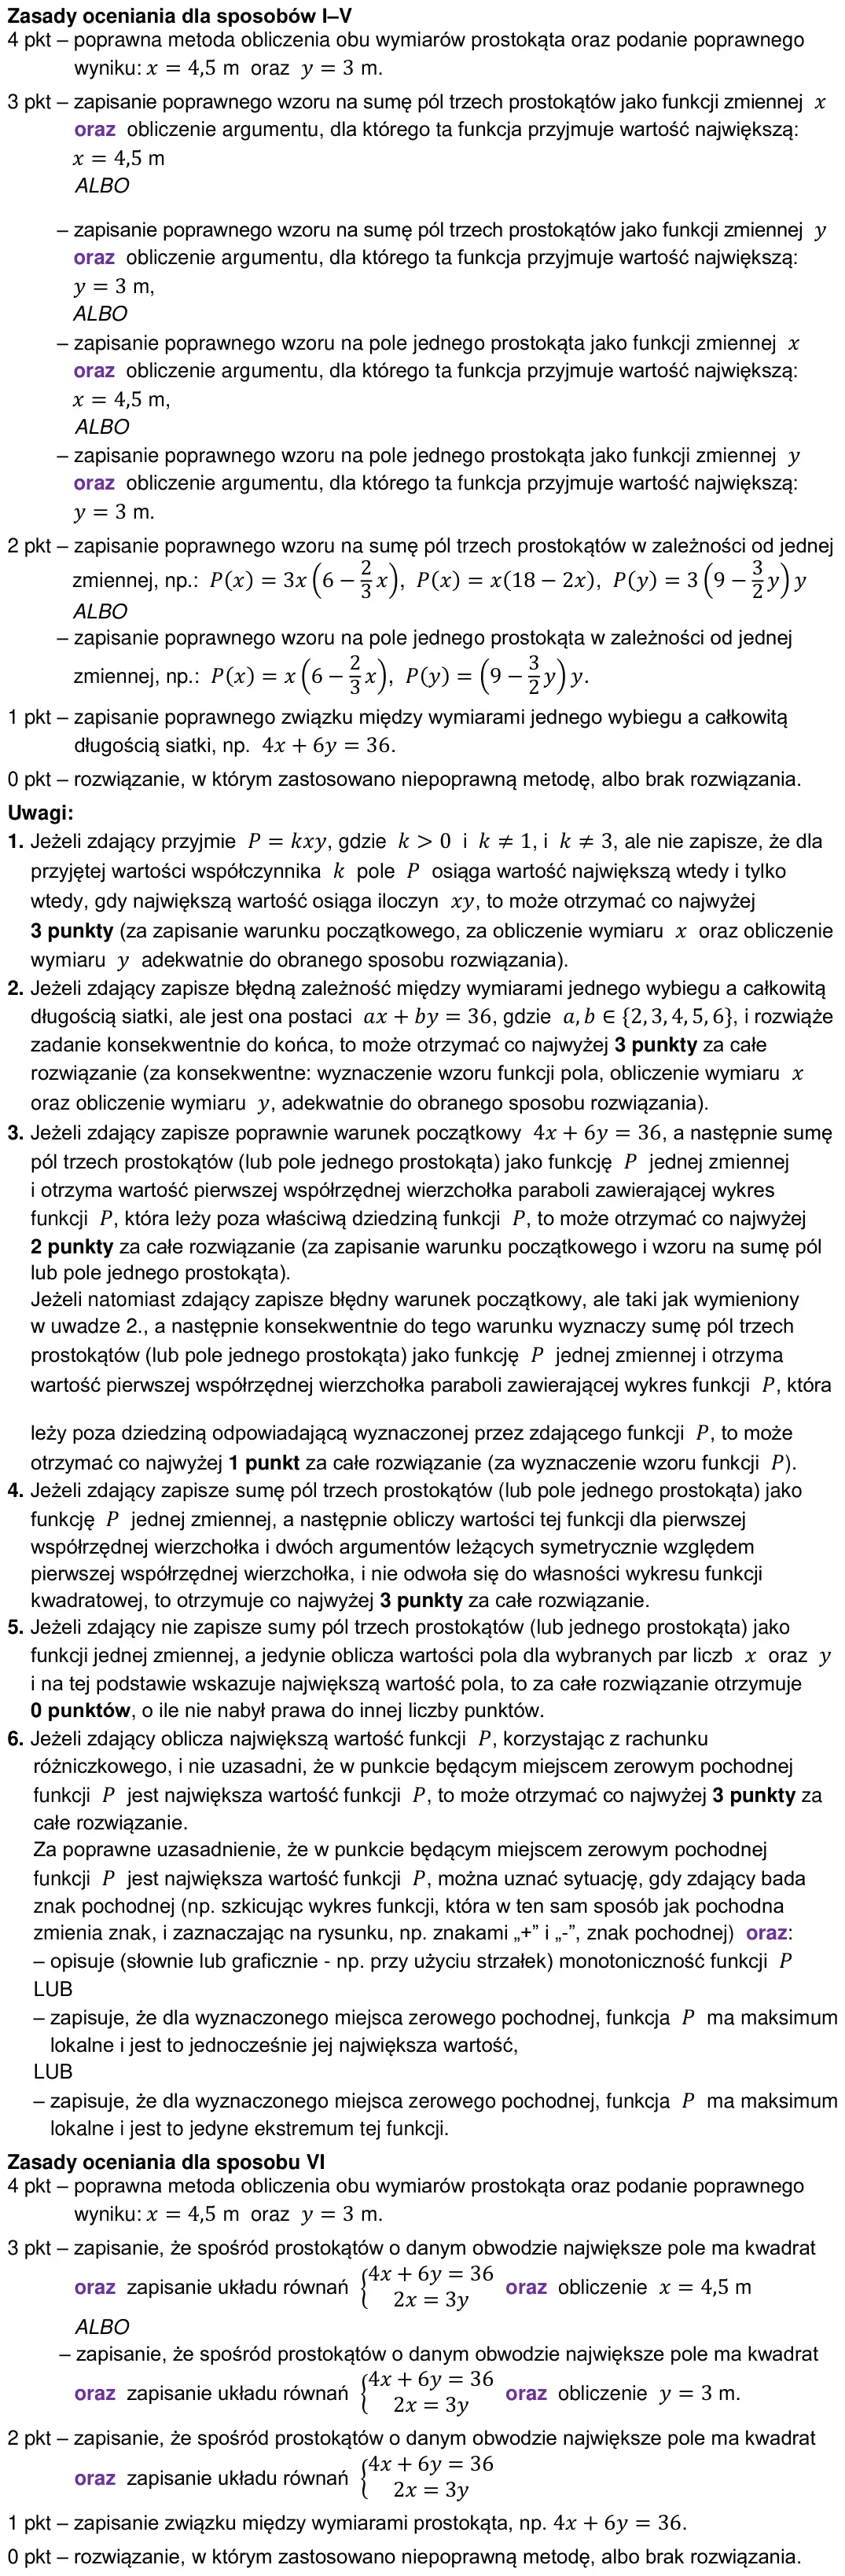 Zasady oceniania dla sposobów I–V
4 pkt – poprawna metoda obliczenia obu wymiarów prostokąta oraz podanie poprawnego
wyniku: x = 4,5 m oraz y = 3 m.
3 pkt – zapisanie poprawnego wzoru na sumę pól trzech prostokątów jako funkcji zmiennej x
oraz obliczenie argumentu, dla którego ta funkcja przyjmuje wartość największą:
x = 4,5 m
ALBO
– zapisanie poprawnego wzoru na sumę pól trzech prostokątów jako funkcji zmiennej y
oraz obliczenie argumentu, dla którego ta funkcja przyjmuje wartość największą:
y = 3 m,
ALBO
– zapisanie poprawnego wzoru na pole jednego prostokąta jako funkcji zmiennej x
oraz obliczenie argumentu, dla którego ta funkcja przyjmuje wartość największą:
x = 4,5 m,
ALBO
– zapisanie poprawnego wzoru na pole jednego prostokąta jako funkcji zmiennej y
oraz obliczenie argumentu, dla którego ta funkcja przyjmuje wartość największą:
y = 3 m.
2 pkt – zapisanie poprawnego wzoru na sumę pól trzech prostokątów w zależności od jednej
zmiennej, np.: P(x) = 3x(6 − 2/3 x), P(x) = x(18 − 2x), P(y) = 3(9 − 3/2 y)y
ALBO
– zapisanie poprawnego wzoru na pole jednego prostokąta w zależności od jednej
zmiennej, np.: P(x) = x(6 − 2/3 x), P(y) = (9 − 3/2 y)y.
1 pkt – zapisanie poprawnego związku między wymiarami jednego wybiegu a całkowitą
długością siatki, np. 4x + 6y = 36.
0 pkt – rozwiązanie, w którym zastosowano niepoprawną metodę, albo brak rozwiązania.
Uwagi:
1. Jeżeli zdający przyjmie P = kxy, gdzie k > 0 i k ≠ 1, i k ≠ 3, ale nie zapisze, że dla
przyjętej wartości współczynnika k pole P osiąga wartość największą wtedy i tylko
wtedy, gdy największą wartość osiąga iloczyn xy, to może otrzymać co najwyżej
3 punkty (za zapisanie warunku początkowego, za obliczenie wymiaru x oraz obliczenie
wymiaru y adekwatnie do obranego sposobu rozwiązania).
2. Jeżeli zdający zapisze błędną zależność między wymiarami jednego wybiegu a całkowitą
długością siatki, ale jest ona postaci ax + by = 36, gdzie a, b ∈ {2, 3, 4, 5, 6}, i rozwiąże
zadanie konsekwentnie do końca, to może otrzymać co najwyżej 3 punkty za całe
rozwiązanie (za konsekwentne: wyznaczenie wzoru funkcji pola, obliczenie wymiaru x
oraz obliczenie wymiaru y, adekwatnie do obranego sposobu rozwiązania).
3. Jeżeli zdający zapisze poprawnie warunek początkowy 4x + 6y = 36, a następnie sumę
pól trzech prostokątów (lub pole jednego prostokąta) jako funkcję P jednej zmiennej
i otrzyma wartość pierwszej współrzędnej wierzchołka paraboli zawierającej wykres
funkcji P, która leży poza właściwą dziedziną funkcji P, to może otrzymać co najwyżej
2 punkty za całe rozwiązanie (za zapisanie warunku początkowego i wzoru na sumę pól
lub pole jednego prostokąta).
Jeżeli natomiast zdający zapisze błędny warunek początkowy, ale taki jak wymieniony
w uwadze 2., a następnie konsekwentnie do tego warunku wyznaczy sumę pól trzech
prostokątów (lub pole jednego prostokąta) jako funkcję P jednej zmiennej i otrzyma
wartość pierwszej współrzędnej wierzchołka paraboli zawierającej wykres funkcji P, która
leży poza dziedziną odpowiadającą wyznaczonej przez zdającego funkcji P, to może
otrzymać co najwyżej 1 punkt za całe rozwiązanie (za wyznaczenie wzoru funkcji P).
4. Jeżeli zdający zapisze sumę pól trzech prostokątów (lub pole jednego prostokąta) jako
funkcję P jednej zmiennej, a następnie obliczy wartości tej funkcji dla pierwszej
współrzędnej wierzchołka i dwóch argumentów leżących symetrycznie względem
pierwszej współrzędnej wierzchołka, i nie odwoła się do własności wykresu funkcji
kwadratowej, to otrzymuje co najwyżej 3 punkty za całe rozwiązanie.
5. Jeżeli zdający nie zapisze sumy pól trzech prostokątów (lub jednego prostokąta) jako
funkcji jednej zmiennej, a jedynie oblicza wartości pola dla wybranych par liczb x oraz y
i na tej podstawie wskazuje największą wartość pola, to za całe rozwiązanie otrzymuje
0 punktów, o ile nie nabył prawa do innej liczby punktów.
6. Jeżeli zdający oblicza największą wartość funkcji P, korzystając z rachunku
różniczkowego, i nie uzasadni, że w punkcie będącym miejscem zerowym pochodnej
funkcji P jest największa wartość funkcji P, to może otrzymać co najwyżej 3 punkty za
całe rozwiązanie.
Za poprawne uzasadnienie, że w punkcie będącym miejscem zerowym pochodnej
funkcji P jest największa wartość funkcji P, można uznać sytuację, gdy zdający bada
znak pochodnej (np. szkicując wykres funkcji, która w ten sam sposób jak pochodna
zmienia znak, i zaznaczając na rysunku, np. znakami „+” i „-”, znak pochodnej) oraz:
– opisuje (słownie lub graficznie - np. przy użyciu strzałek) monotoniczność funkcji P
LUB
– zapisuje, że dla wyznaczonego miejsca zerowego pochodnej, funkcja P ma maksimum
lokalne i jest to jednocześnie jej największa wartość,
LUB
– zapisuje, że dla wyznaczonego miejsca zerowego pochodnej, funkcja P ma maksimum
lokalne i jest to jedyne ekstremum tej funkcji.
Zasady oceniania dla sposobu VI
4 pkt – poprawna metoda obliczenia obu wymiarów prostokąta oraz podanie poprawnego
wyniku: x = 4,5 m oraz y = 3 m.
3 pkt – zapisanie, że spośród prostokątów o danym obwodzie największe pole ma kwadrat
oraz zapisanie układu równań {4x + 6y = 36 2x = 3y oraz obliczenie x = 4,5 m
ALBO
– zapisanie, że spośród prostokątów o danym obwodzie największe pole ma kwadrat
oraz zapisanie układu równań {4x + 6y = 36 2x = 3y oraz obliczenie y = 3 m.
2 pkt – zapisanie, że spośród prostokątów o danym obwodzie największe pole ma kwadrat
oraz zapisanie układu równań {4x + 6y = 36 2x = 3y
1 pkt – zapisanie związku między wymiarami prostokąta, np. 4x + 6y = 36.
0 pkt – rozwiązanie, w którym zastosowano niepoprawną metodę, albo brak rozwiązania.